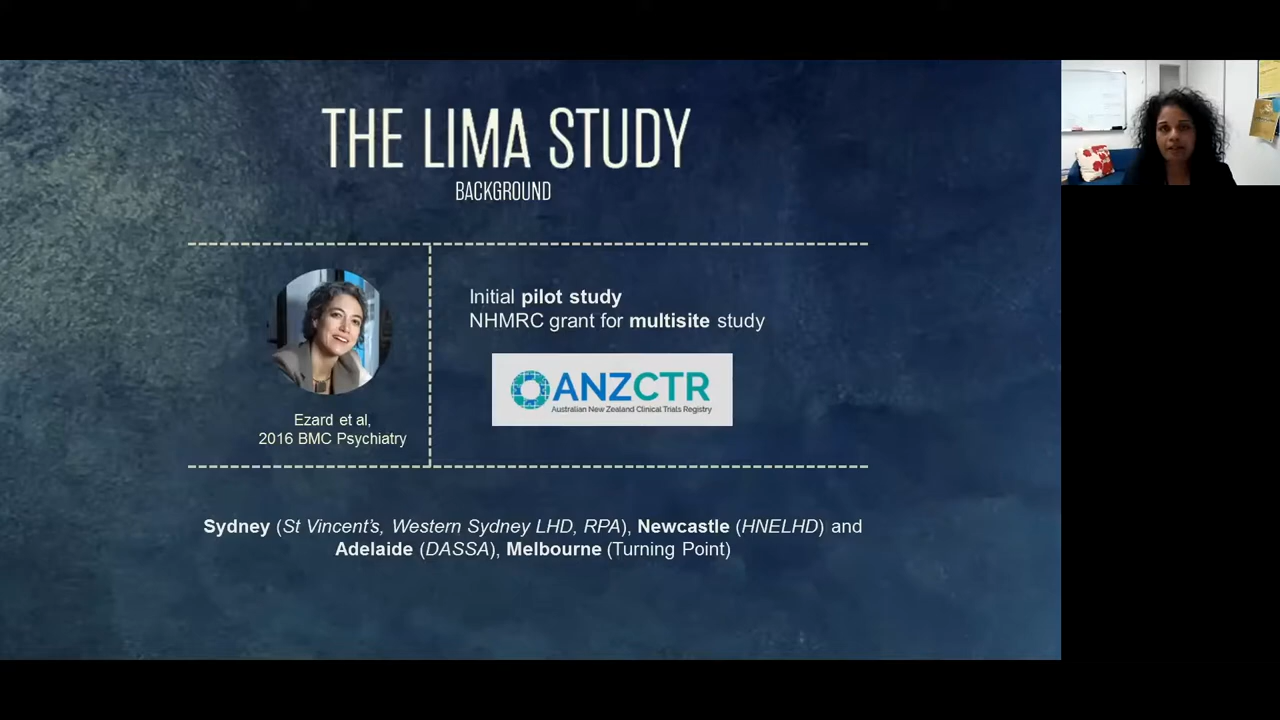 THE LIMA STUDY
BACKGROUND
Ezard et al,
2016 BMC Psychiatry
Initial pilot study
NHMRC grant for multisite study
ANZCTR
Australian New Zealand Clinical Trials Registry
Sydney (St Vincent's, Western Sydney LHD, RPA), Newcastle (HNELHD) and
Adelaide (DASSA), Melbourne (Turning Point)